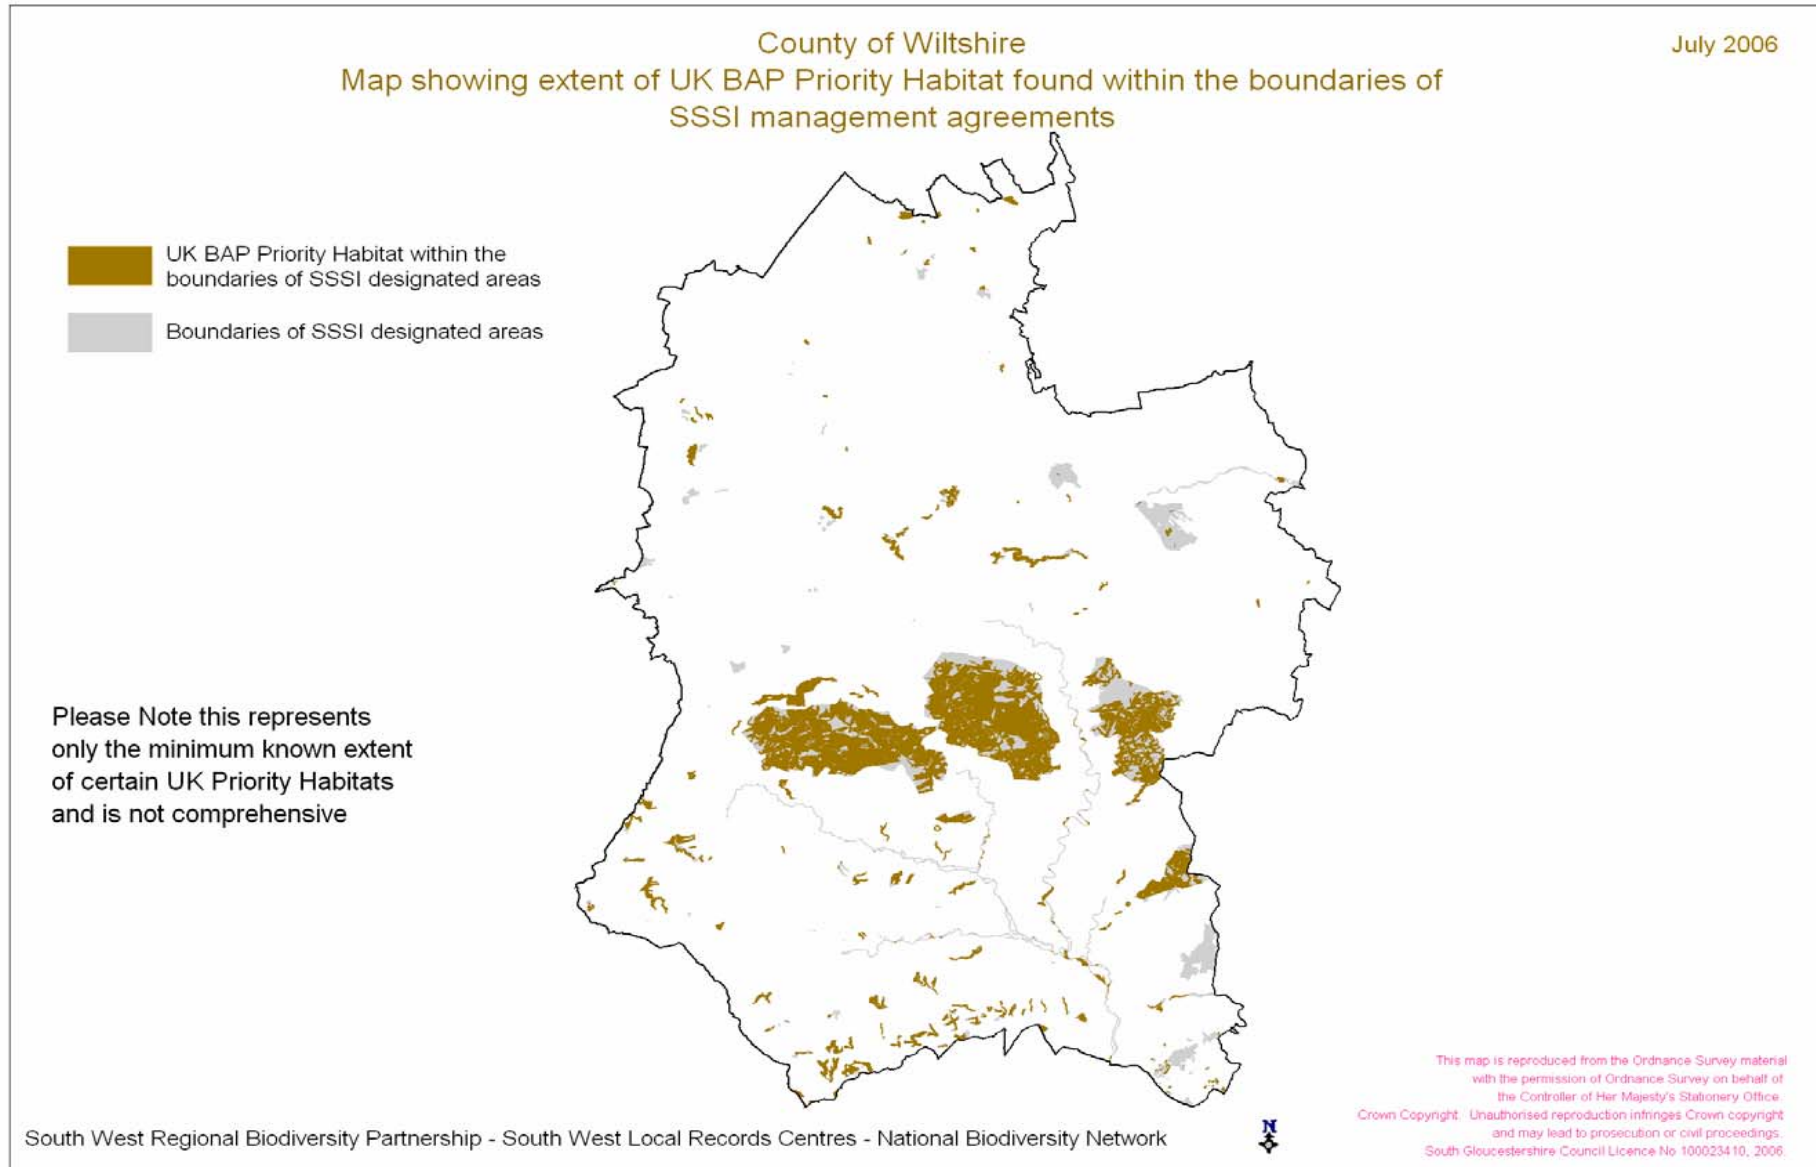 County of Wiltshire
July 2006
Map showing extent of UK BAP Priority Habitat found within the boundaries of
SSSI management agreements
UK BAP Priority Habitat within the
boundaries of SSSI designated areas
Boundaries of SSSI designated areas
Please Note this represents
only the minimum known extent
of certain UK Priority Habitats
and is not comprehensive
This map is reproduced from the Ordnance Survey material
with the permission of Ordnance Survey on behalf of
the Controller of Her Majesty's Stationery Office.
Crown Copyright. Unauthorised reproduction infringes Crown copyright
and may lead to prosecution or civil proceedings.
South Gloucestershire Council Licence No 100023410, 2006.
South West Regional Biodiversity Partnership - South West Local Records Centres - National Biodiversity Network
N